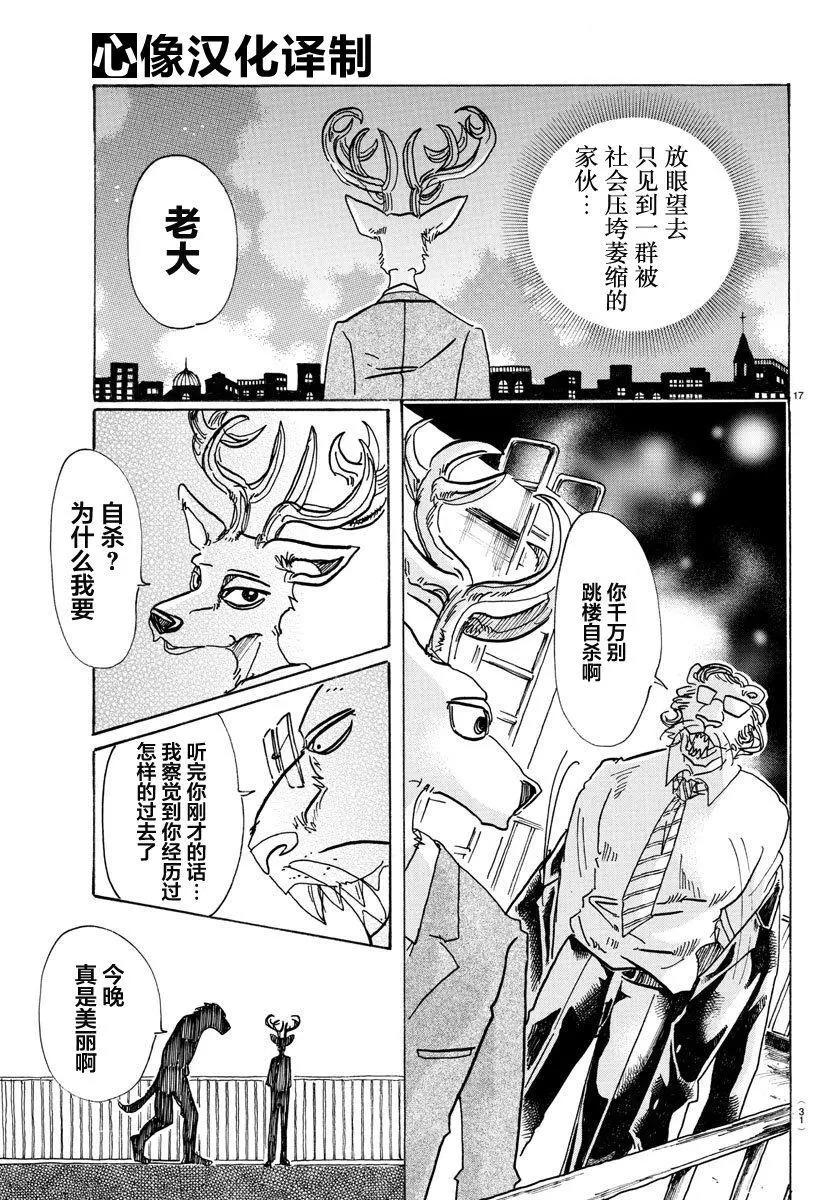 心像汉化译制
放眼望去
只见到一群被
社会压垮萎缩的
家伙…
老大
17
你千万别
跳楼自杀啊
自杀？
为什么我要
听完你刚才的话…
我察觉到你经历过
怎样的过去了
今晚
真是美丽啊
(31)